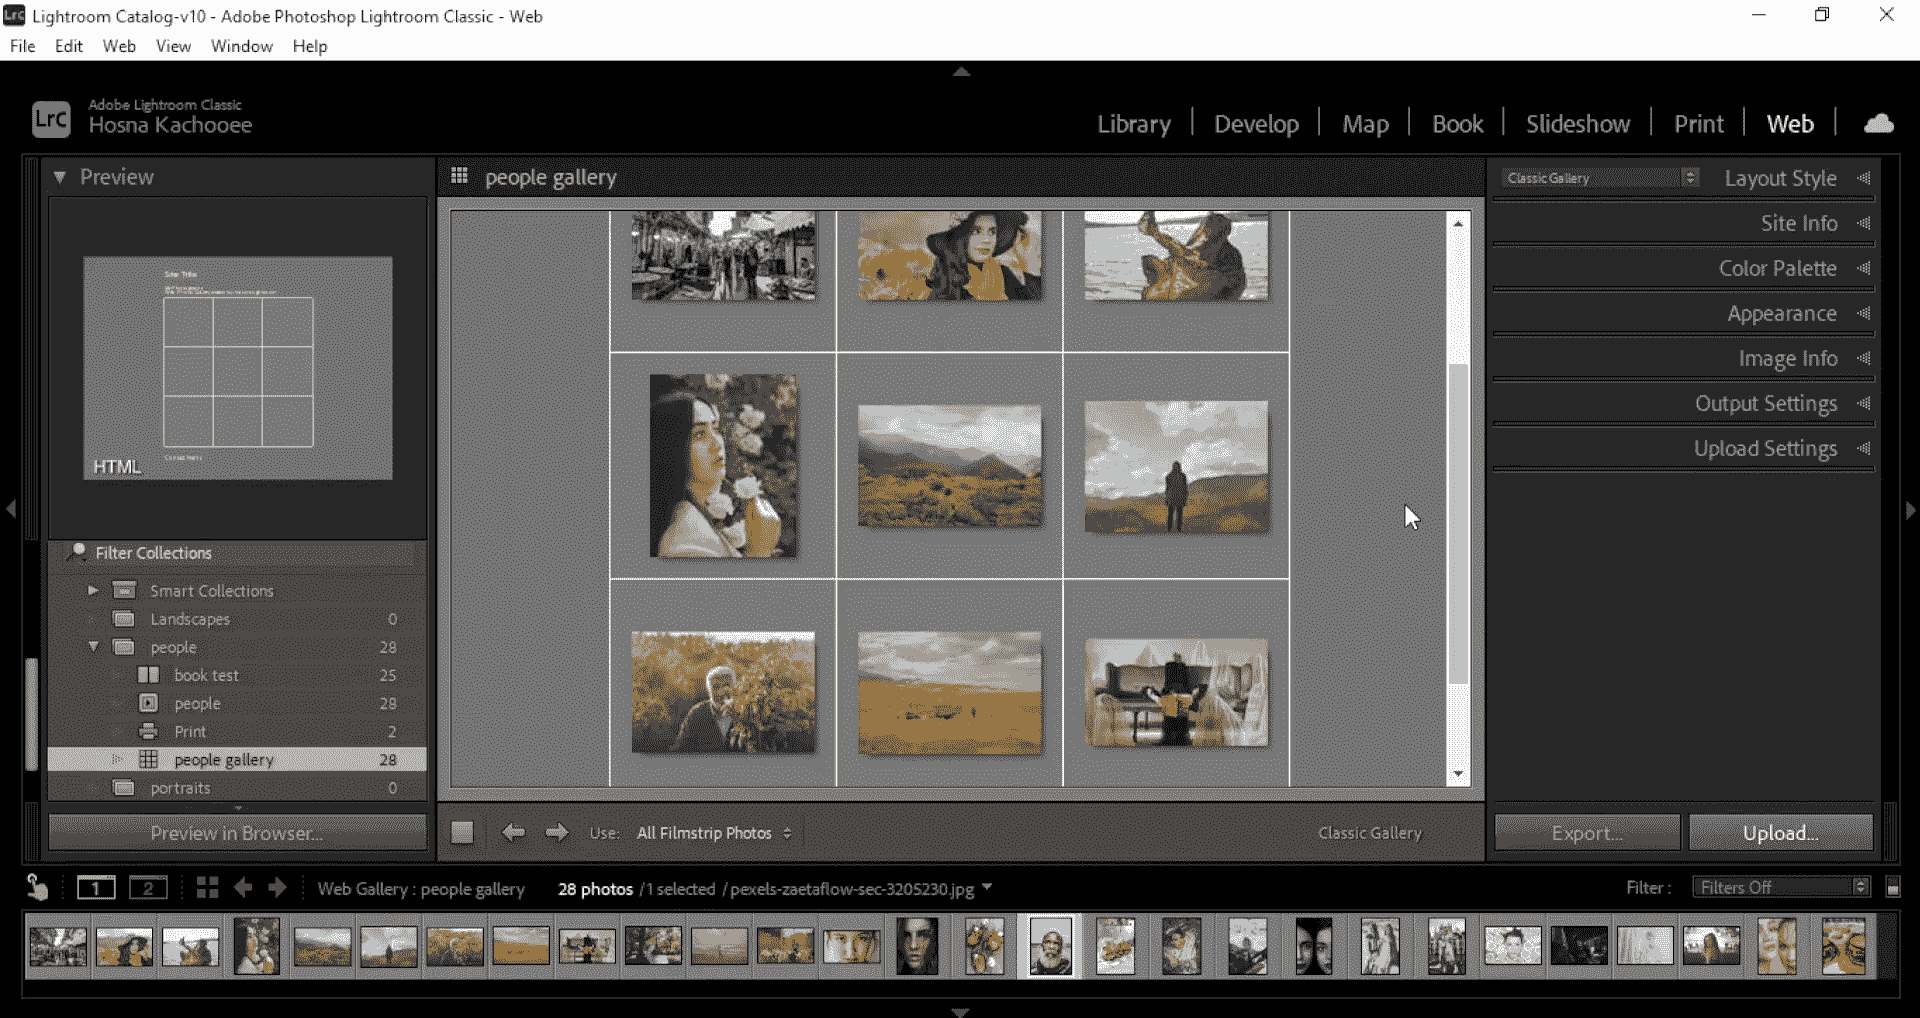 Lightroom Catalog-v10 - Adobe Photoshop Lightroom Classic - Web
File Edit Web View Window Help
LrC
Adobe Lightroom Classic
Hosna Kachooee
Library | Develop | Map | Book | Slideshow | Print | Web |
Preview
people gallery
Classic Gallery
Layout Style
Site Info
Color Palette
Appearance
Image Info
Output Settings
Upload Settings
Site Title
HTML
Filter Collections
Smart Collections
Landscapes 0
people 28
book test 25
people 28
Print 2
people gallery 28
portraits 0
Preview in Browser...
Use: All Filmstrip Photos
Classic Gallery
Export...
Upload...
1 2
Web Gallery : people gallery
28 photos / 1 selected / pexels-zaetaflow-sec-3205230.jpg
Filter : Filters Off